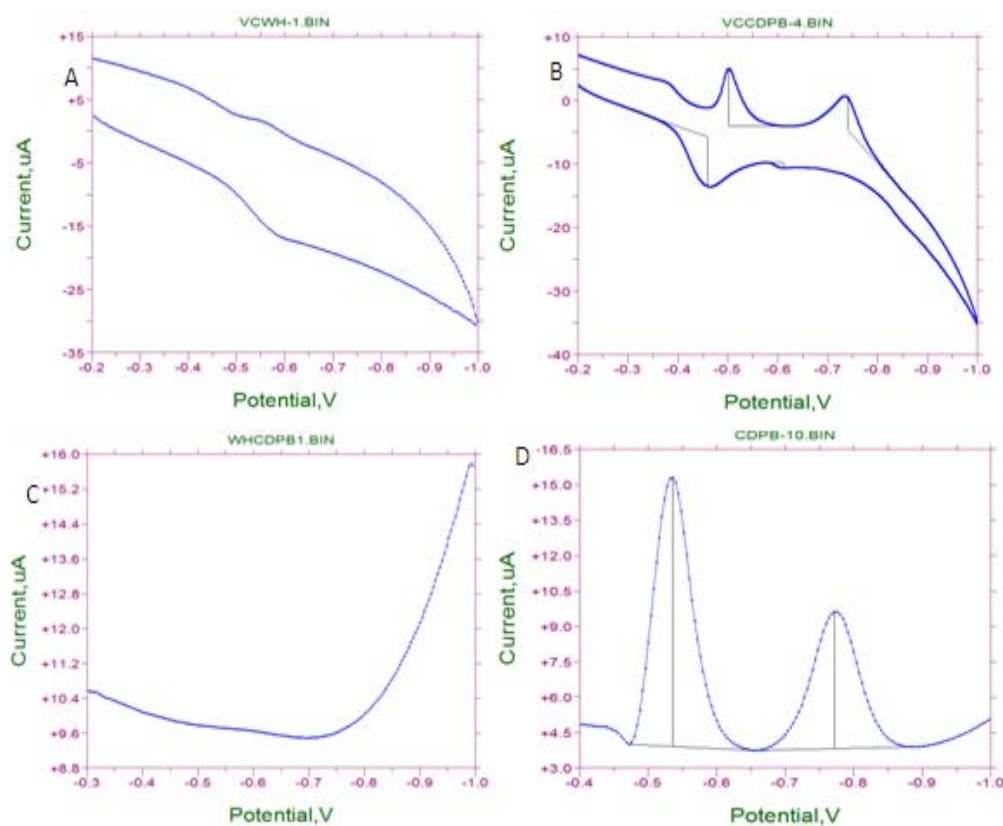 VCWH-1.BIN
A
+15
+5
-5
-15
-25
-35
Current,uA
-0.2 -0.3 -0.4 -0.5 -0.6 -0.7 -0.8 -0.9 -1.0
Potential,V
VCCDPB-4.BIN
B
+10
0
-10
-20
-30
-40
Current,uA
-0.2 -0.3 -0.4 -0.5 -0.6 -0.7 -0.8 -0.9 -1.0
Potential,V
WHCDPB1.BIN
C
+16.0
+15.2
+14.4
+13.6
+12.8
+12.0
+11.2
+10.4
+9.6
+8.8
Current,uA
-0.3 -0.4 -0.5 -0.6 -0.7 -0.8 -0.9 -1.0
Potential,V
CDPB-10.BIN
D
-16.5
+15.0
+13.5
+12.0
+10.5
+9.0
+7.5
+6.0
+4.5
+3.0
Current,uA
-0.4 -0.5 -0.6 -0.7 -0.8 -0.9 -1.0
Potential,V